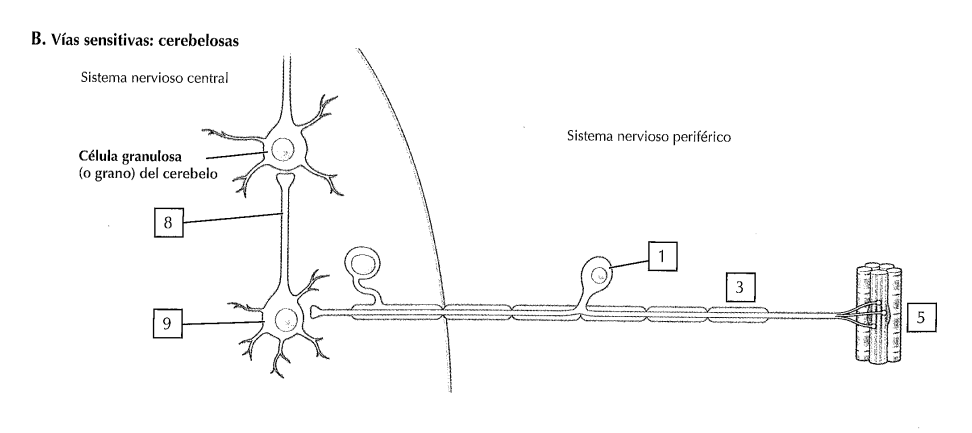 B. Vías sensitivas: cerebelosas
Sistema nervioso central
Sistema nervioso periférico
Célula granulosa
(o grano) del cerebelo
8
1
3
9
5